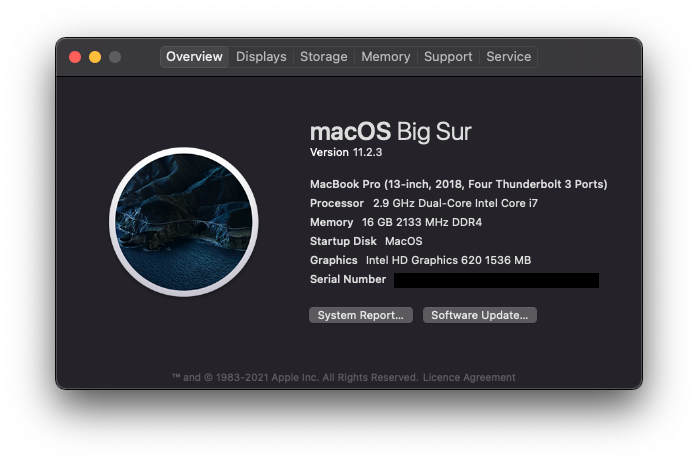 Overview Displays Storage Memory Support Service
macOS Big Sur
Version 11.2.3
MacBook Pro (13-inch, 2018, Four Thunderbolt 3 Ports)
Processor 2.9 GHz Dual-Core Intel Core i7
Memory 16 GB 2133 MHz DDR4
Startup Disk MacOS
Graphics Intel HD Graphics 620 1536 MB
Serial Number
System Report... Software Update...
™ and © 1983-2021 Apple Inc. All Rights Reserved. Licence Agreement